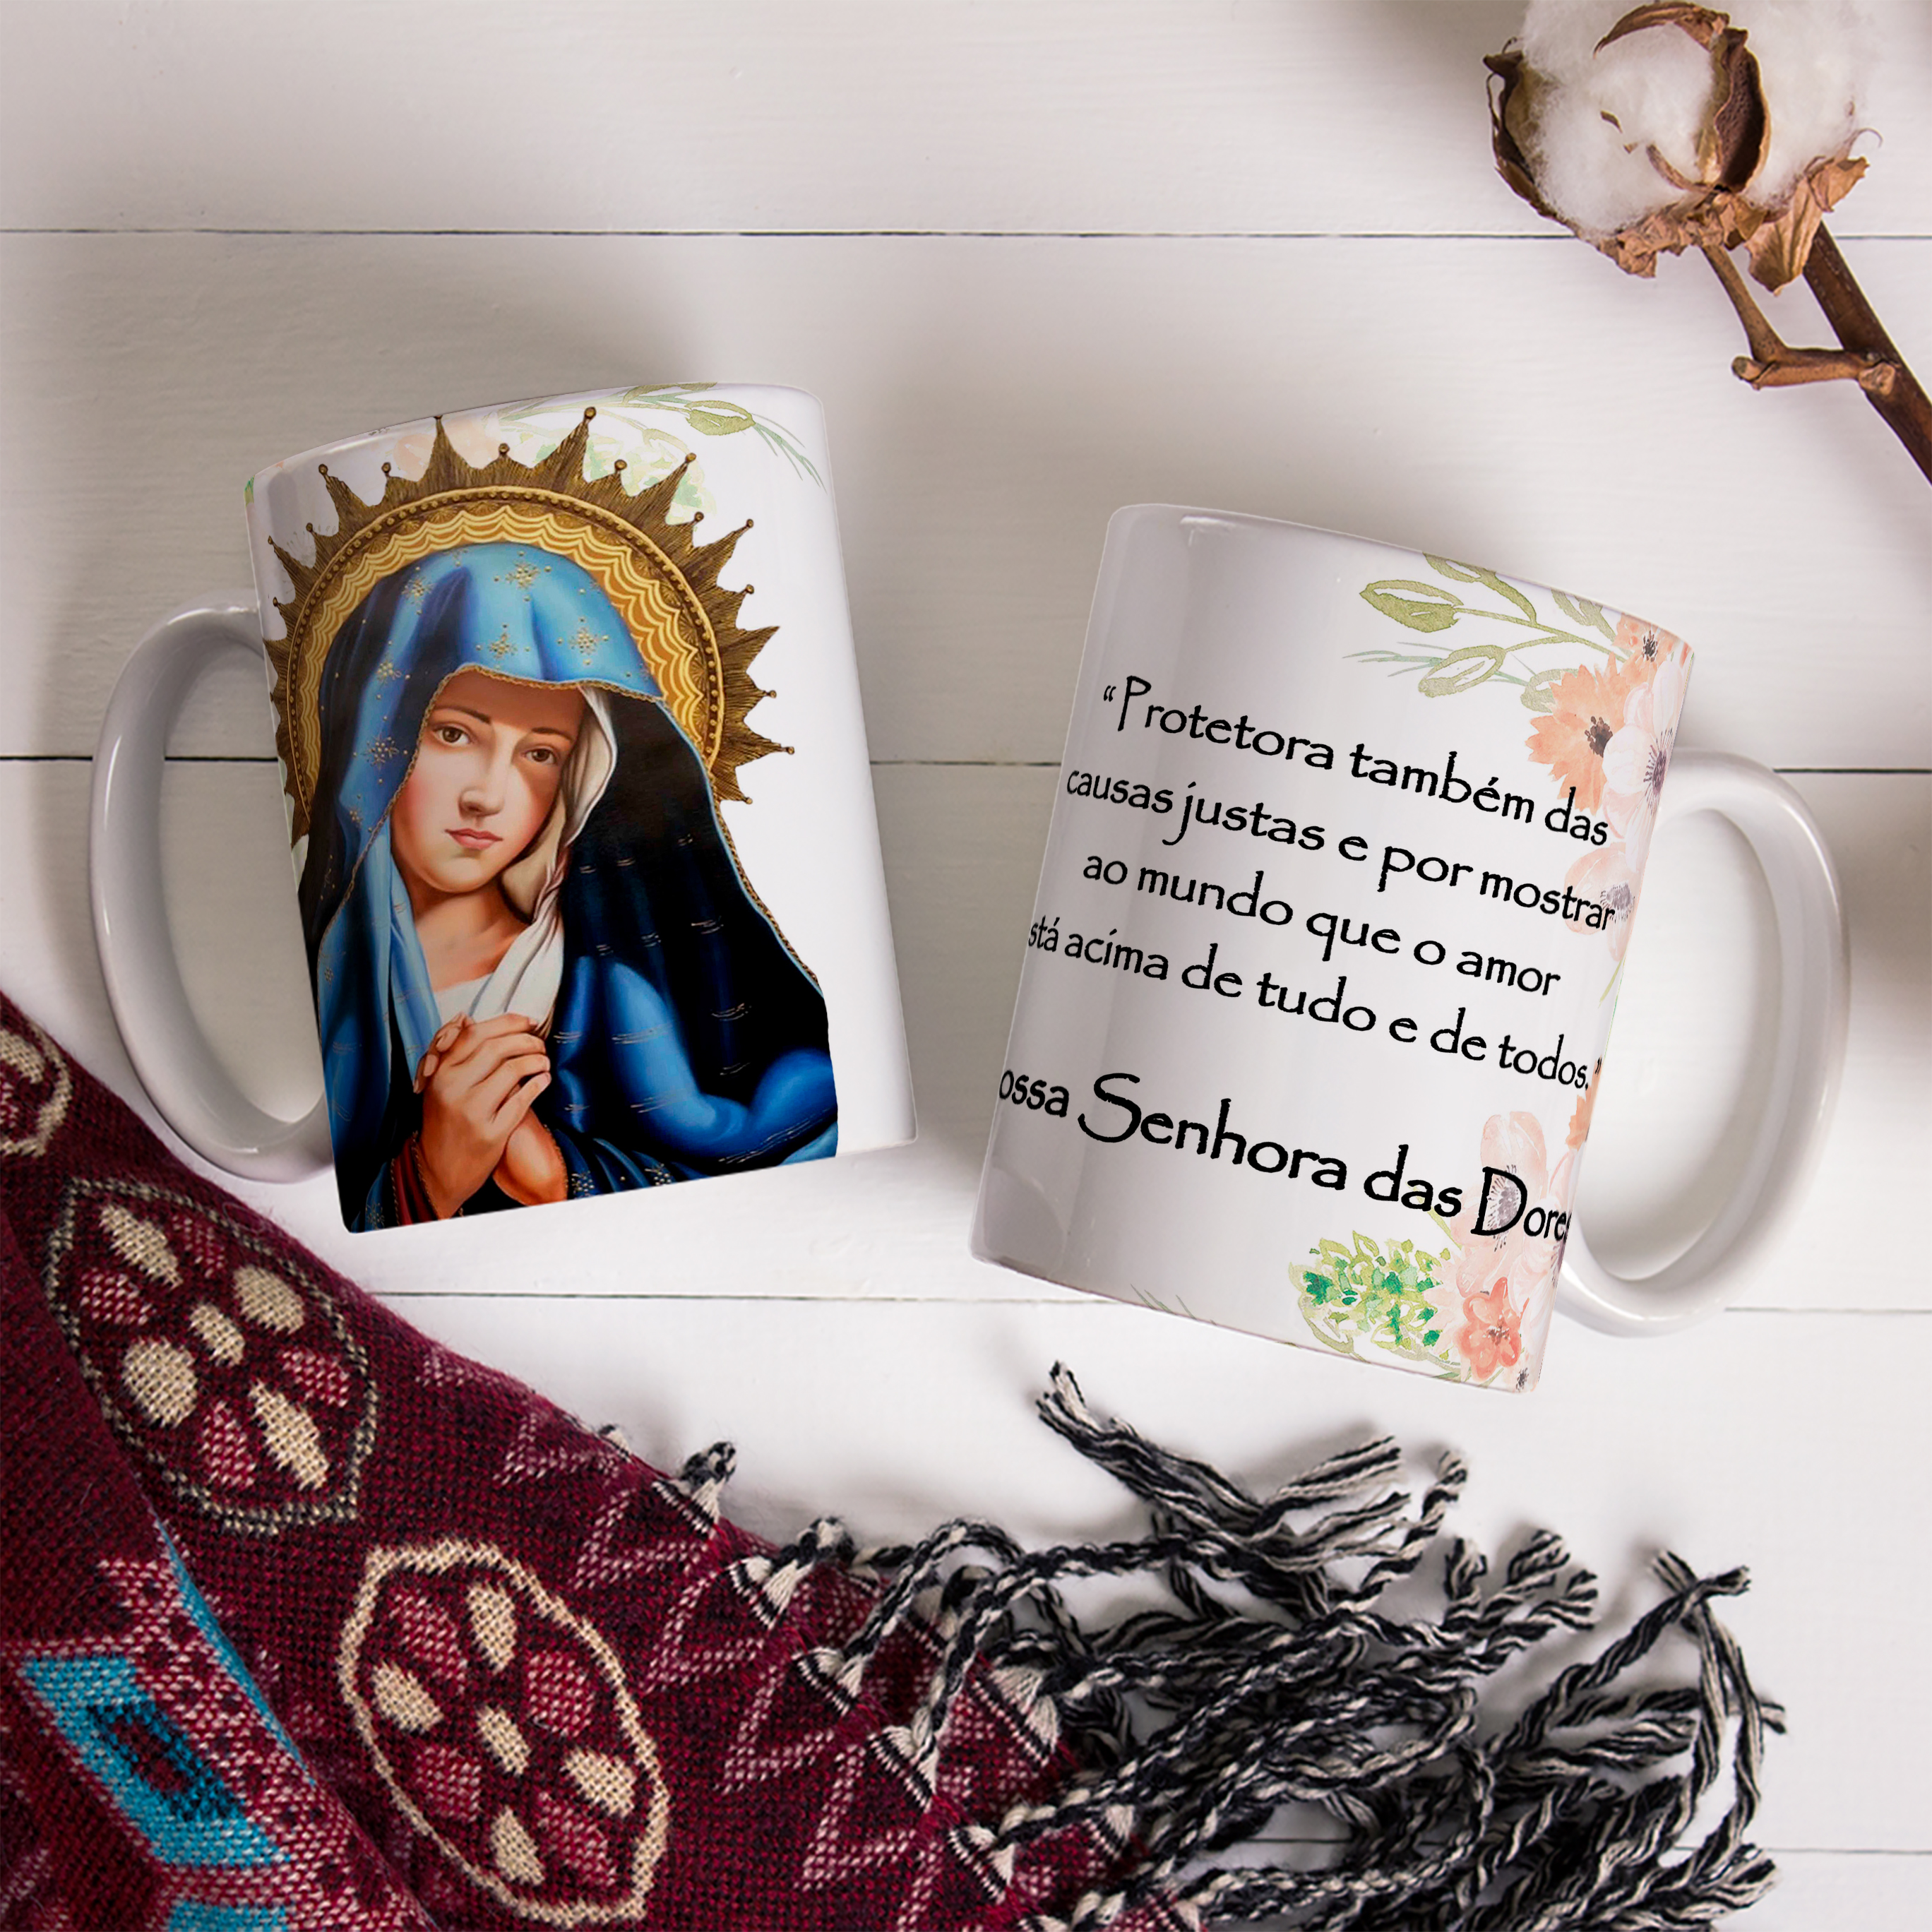 “Protetora também das
causas justas e por mostrar
ao mundo que o amor
stá acima de tudo e de todos.”
ossa Senhora das Dores